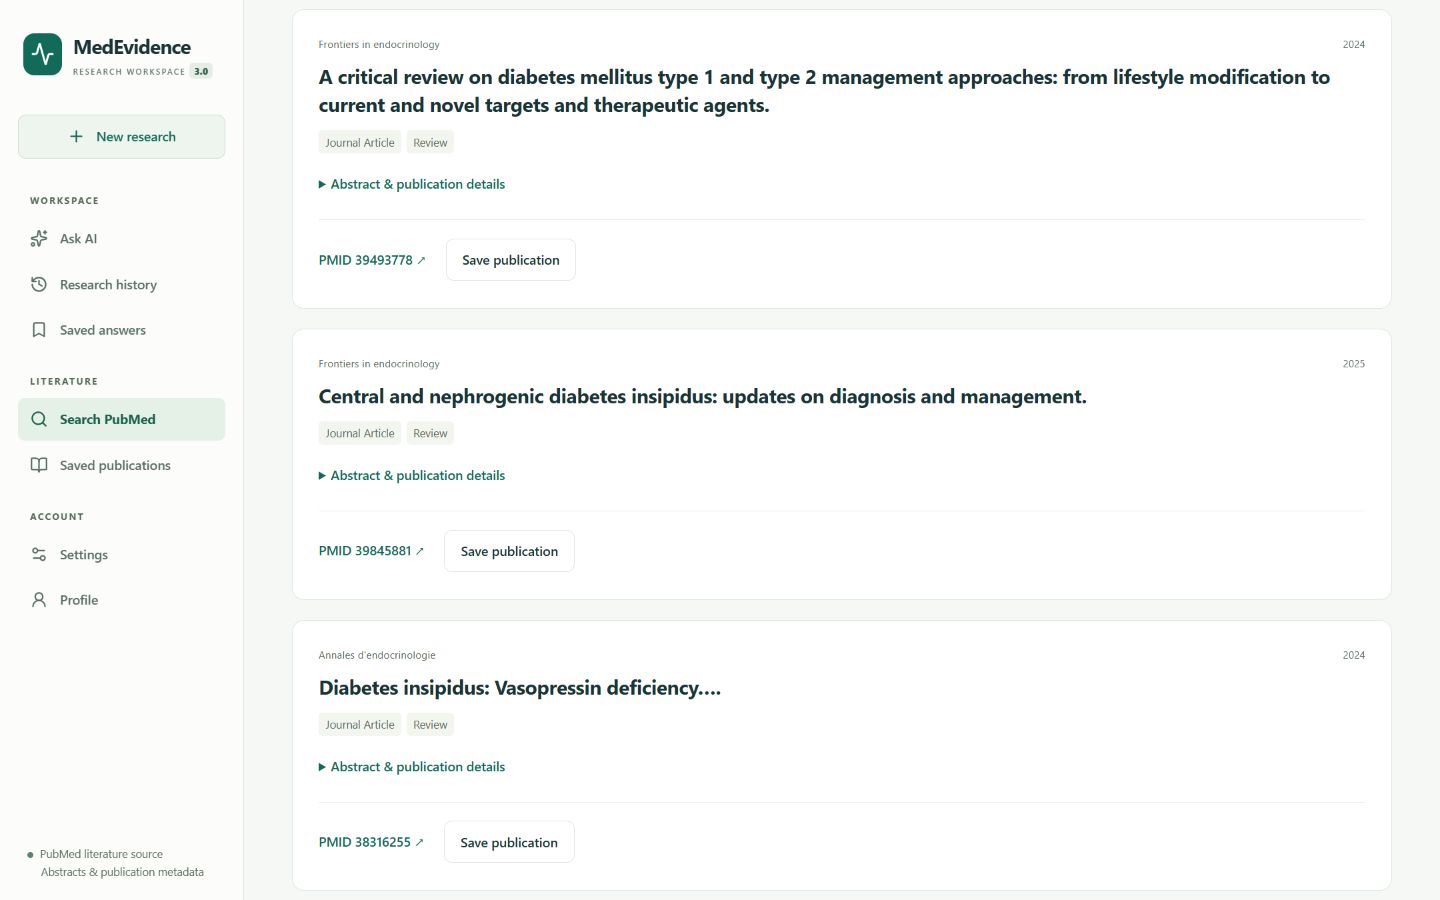 MedEvidence
RESEARCH WORKSPACE 3.0
New research
WORKSPACE
Ask AI
Research history
Saved answers
LITERATURE
Search PubMed
Saved publications
ACCOUNT
Settings
Profile
PubMed literature source
Abstracts & publication metadata
Frontiers in endocrinology 2024
A critical review on diabetes mellitus type 1 and type 2 management approaches: from lifestyle modification to
current and novel targets and therapeutic agents.
Journal Article Review
Abstract & publication details
PMID 39493778 ↗ Save publication
Frontiers in endocrinology 2025
Central and nephrogenic diabetes insipidus: updates on diagnosis and management.
Journal Article Review
Abstract & publication details
PMID 39845881 ↗ Save publication
Annales d'endocrinologie 2024
Diabetes insipidus: Vasopressin deficiency….
Journal Article Review
Abstract & publication details
PMID 38316255 ↗ Save publication